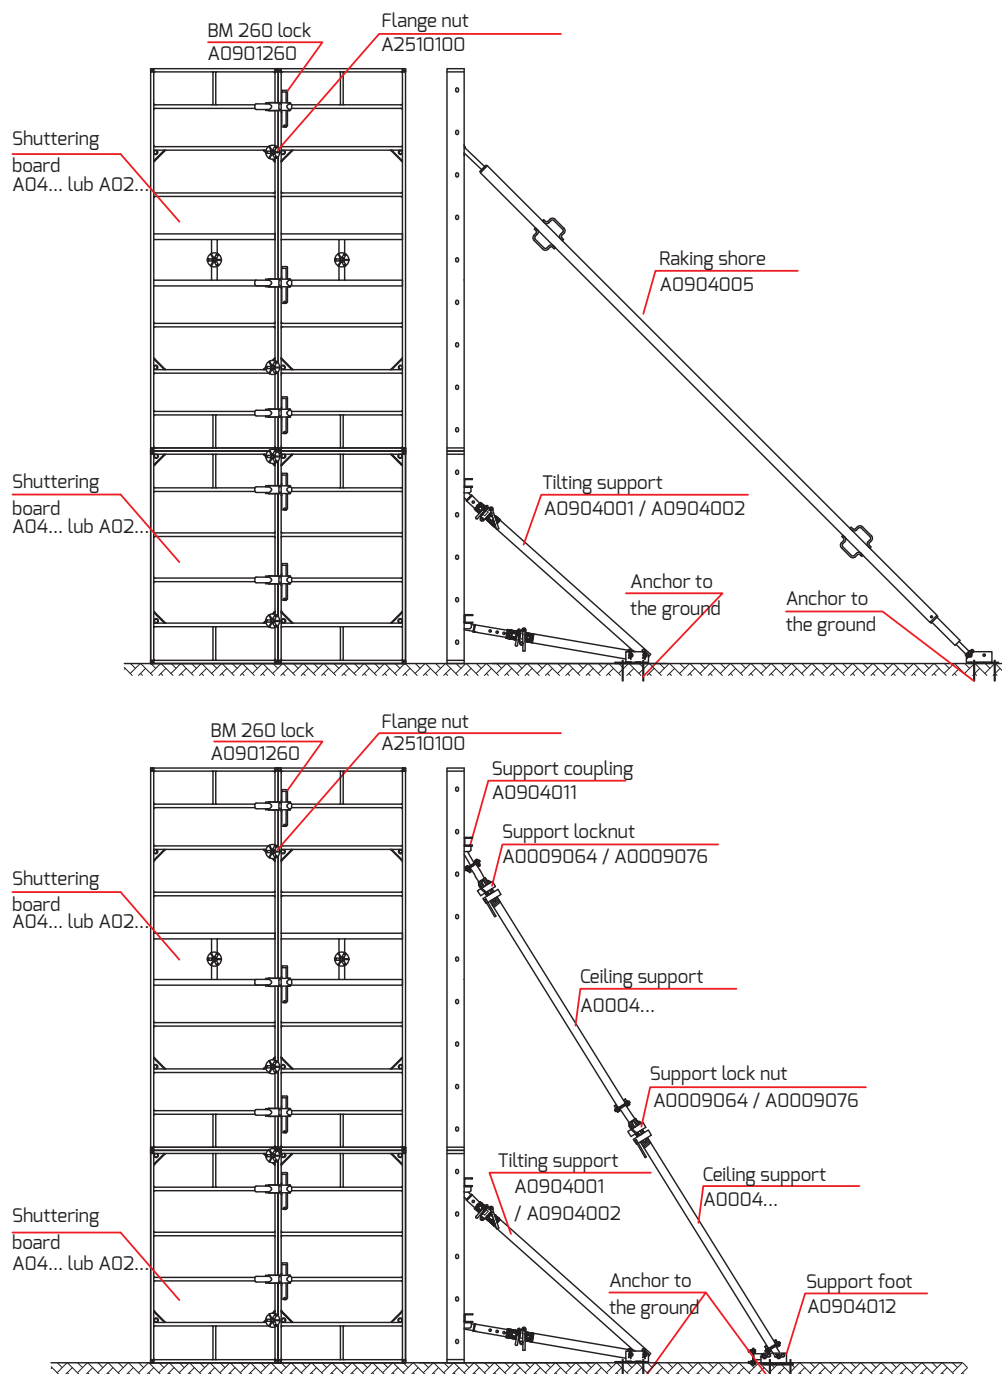 BM 260 lock
A0901260
Flange nut
A2510100
Shuttering
board
A04... lub A02...
Raking shore
A0904005
Shuttering
board
A04... lub A02...
Tilting support
A0904001 / A0904002
Anchor to
the ground
Anchor to
the ground
BM 260 lock
A0901260
Flange nut
A2510100
Support coupling
A0904011
Support locknut
A0009064 / A0009076
Shuttering
board
A04... lub A02...
Ceiling support
A0004...
Support lock nut
A0009064 / A0009076
Tilting support
A0904001
/ A0904002
Ceiling support
A0004...
Shuttering
board
A04... lub A02...
Anchor to
the ground
Support foot
A0904012